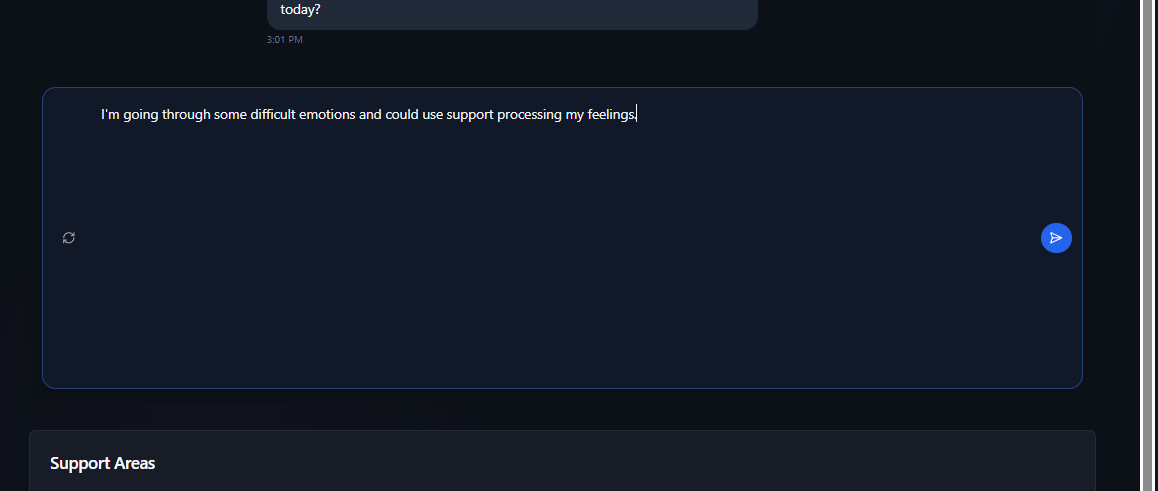 today?
3:01 PM
I'm going through some difficult emotions and could use support processing my feelings.
Support Areas